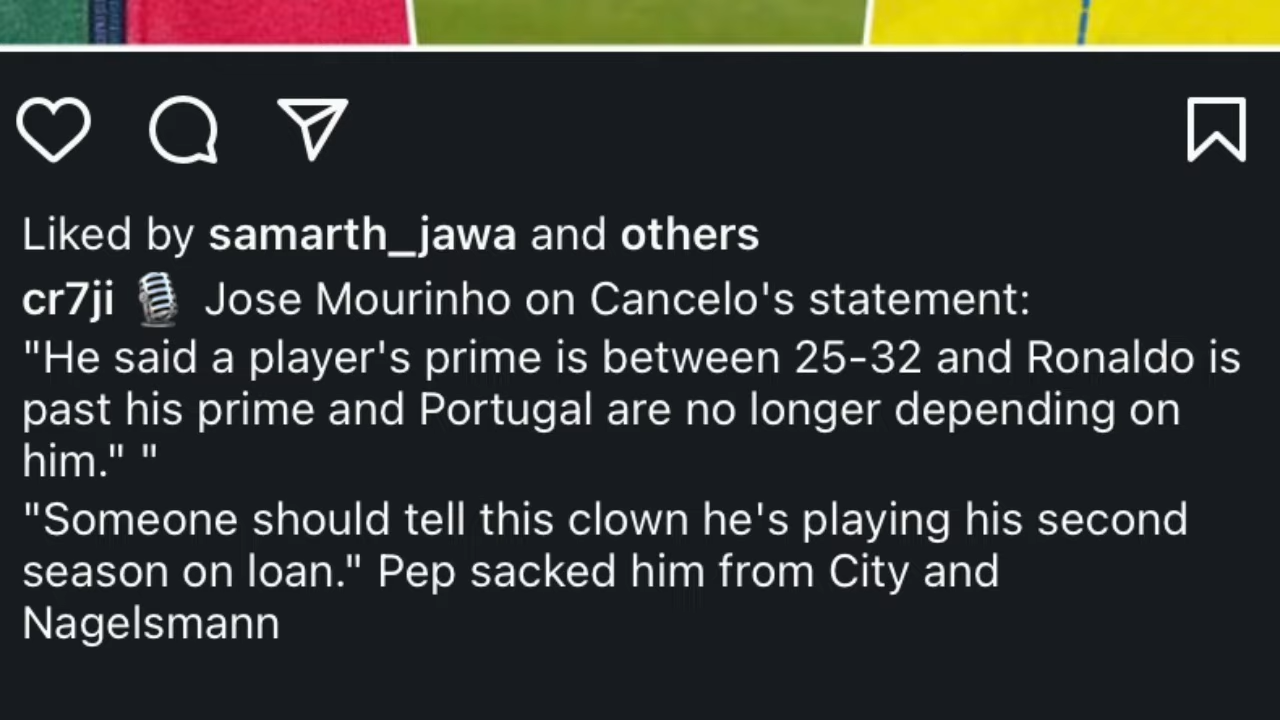 Liked by samarth_jawa and others
cr7ji 🎙️ Jose Mourinho on Cancelo's statement:
"He said a player's prime is between 25-32 and Ronaldo is
past his prime and Portugal are no longer depending on
him." "
"Someone should tell this clown he's playing his second
season on loan." Pep sacked him from City and
Nagelsmann